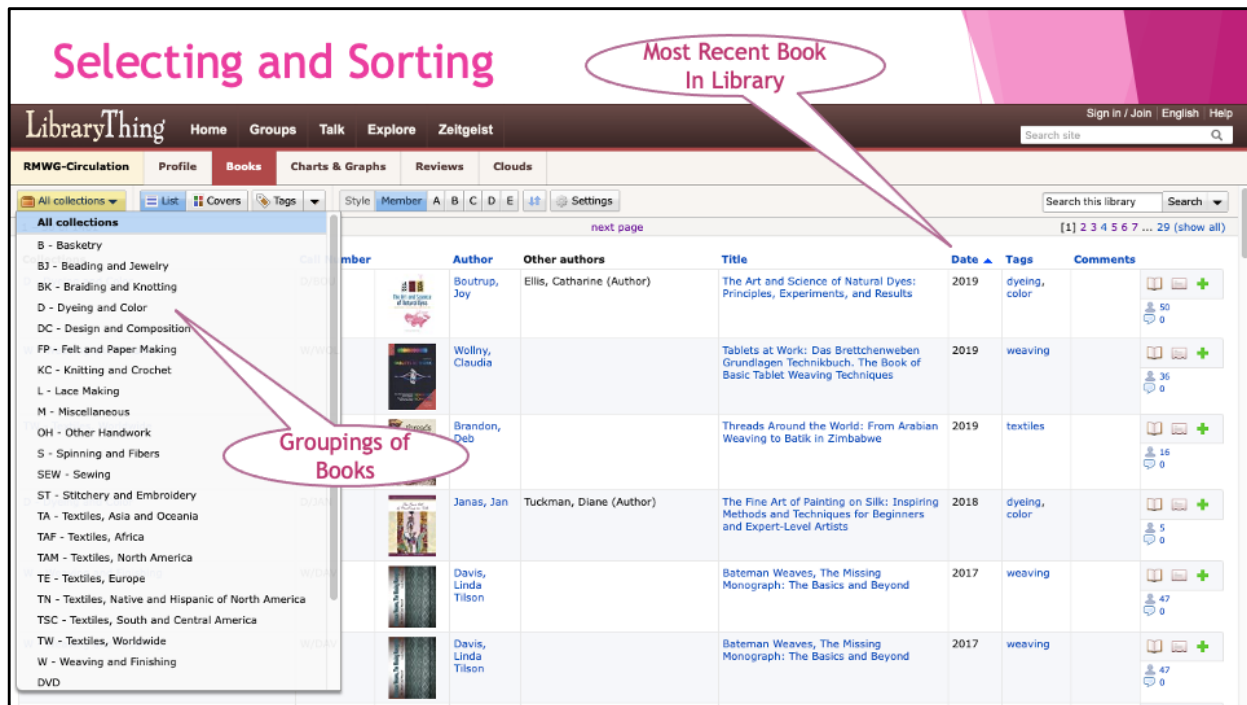 Selecting and Sorting
Most Recent Book
In Library
LibraryThing Home Groups Talk Explore Zeitgeist
Sign in / Join English Help
Search site
RMWG-Circulation Profile Books Charts & Graphs Reviews Clouds
All collections List Covers Tags Style Member A B C D E Settings Search this library Search
next page [1] 2 3 4 5 6 7 ... 29 (show all)
All collections
B - Basketry
BJ - Beading and Jewelry
BK - Braiding and Knotting
D - Dyeing and Color
DC - Design and Composition
FP - Felt and Paper Making
KC - Knitting and Crochet
L - Lace Making
M - Miscellaneous
OH - Other Handwork
S - Spinning and Fibers
SEW - Sewing
ST - Stitchery and Embroidery
TA - Textiles, Asia and Oceania
TAF - Textiles, Africa
TAM - Textiles, North America
TE - Textiles, Europe
TN - Textiles, Native and Hispanic of North America
TSC - Textiles, South and Central America
TW - Textiles, Worldwide
W - Weaving and Finishing
DVD
Groupings of
Books
Author Other authors Title Date Tags Comments
Boutrup, Ellis, Catharine (Author) The Art and Science of Natural Dyes: 2019 dyeing,
Joy Principles, Experiments, and Results color
50
0
Wollny, Tablets at Work: Das Brettchenweben 2019 weaving
Claudia Grundlagen Technikbuch. The Book of
Basic Tablet Weaving Techniques
36
0
Brandon, Threads Around the World: From Arabian 2019 textiles
Deb Weaving to Batik in Zimbabwe
16
0
Janas, Jan Tuckman, Diane (Author) The Fine Art of Painting on Silk: Inspiring 2018 dyeing,
Methods and Techniques for Beginners color
and Expert-Level Artists
5
0
Davis, Bateman Weaves, The Missing 2017 weaving
Linda Monograph: The Basics and Beyond
Tilson
47
0
Davis, Bateman Weaves, The Missing 2017 weaving
Linda Monograph: The Basics and Beyond
Tilson
47
0